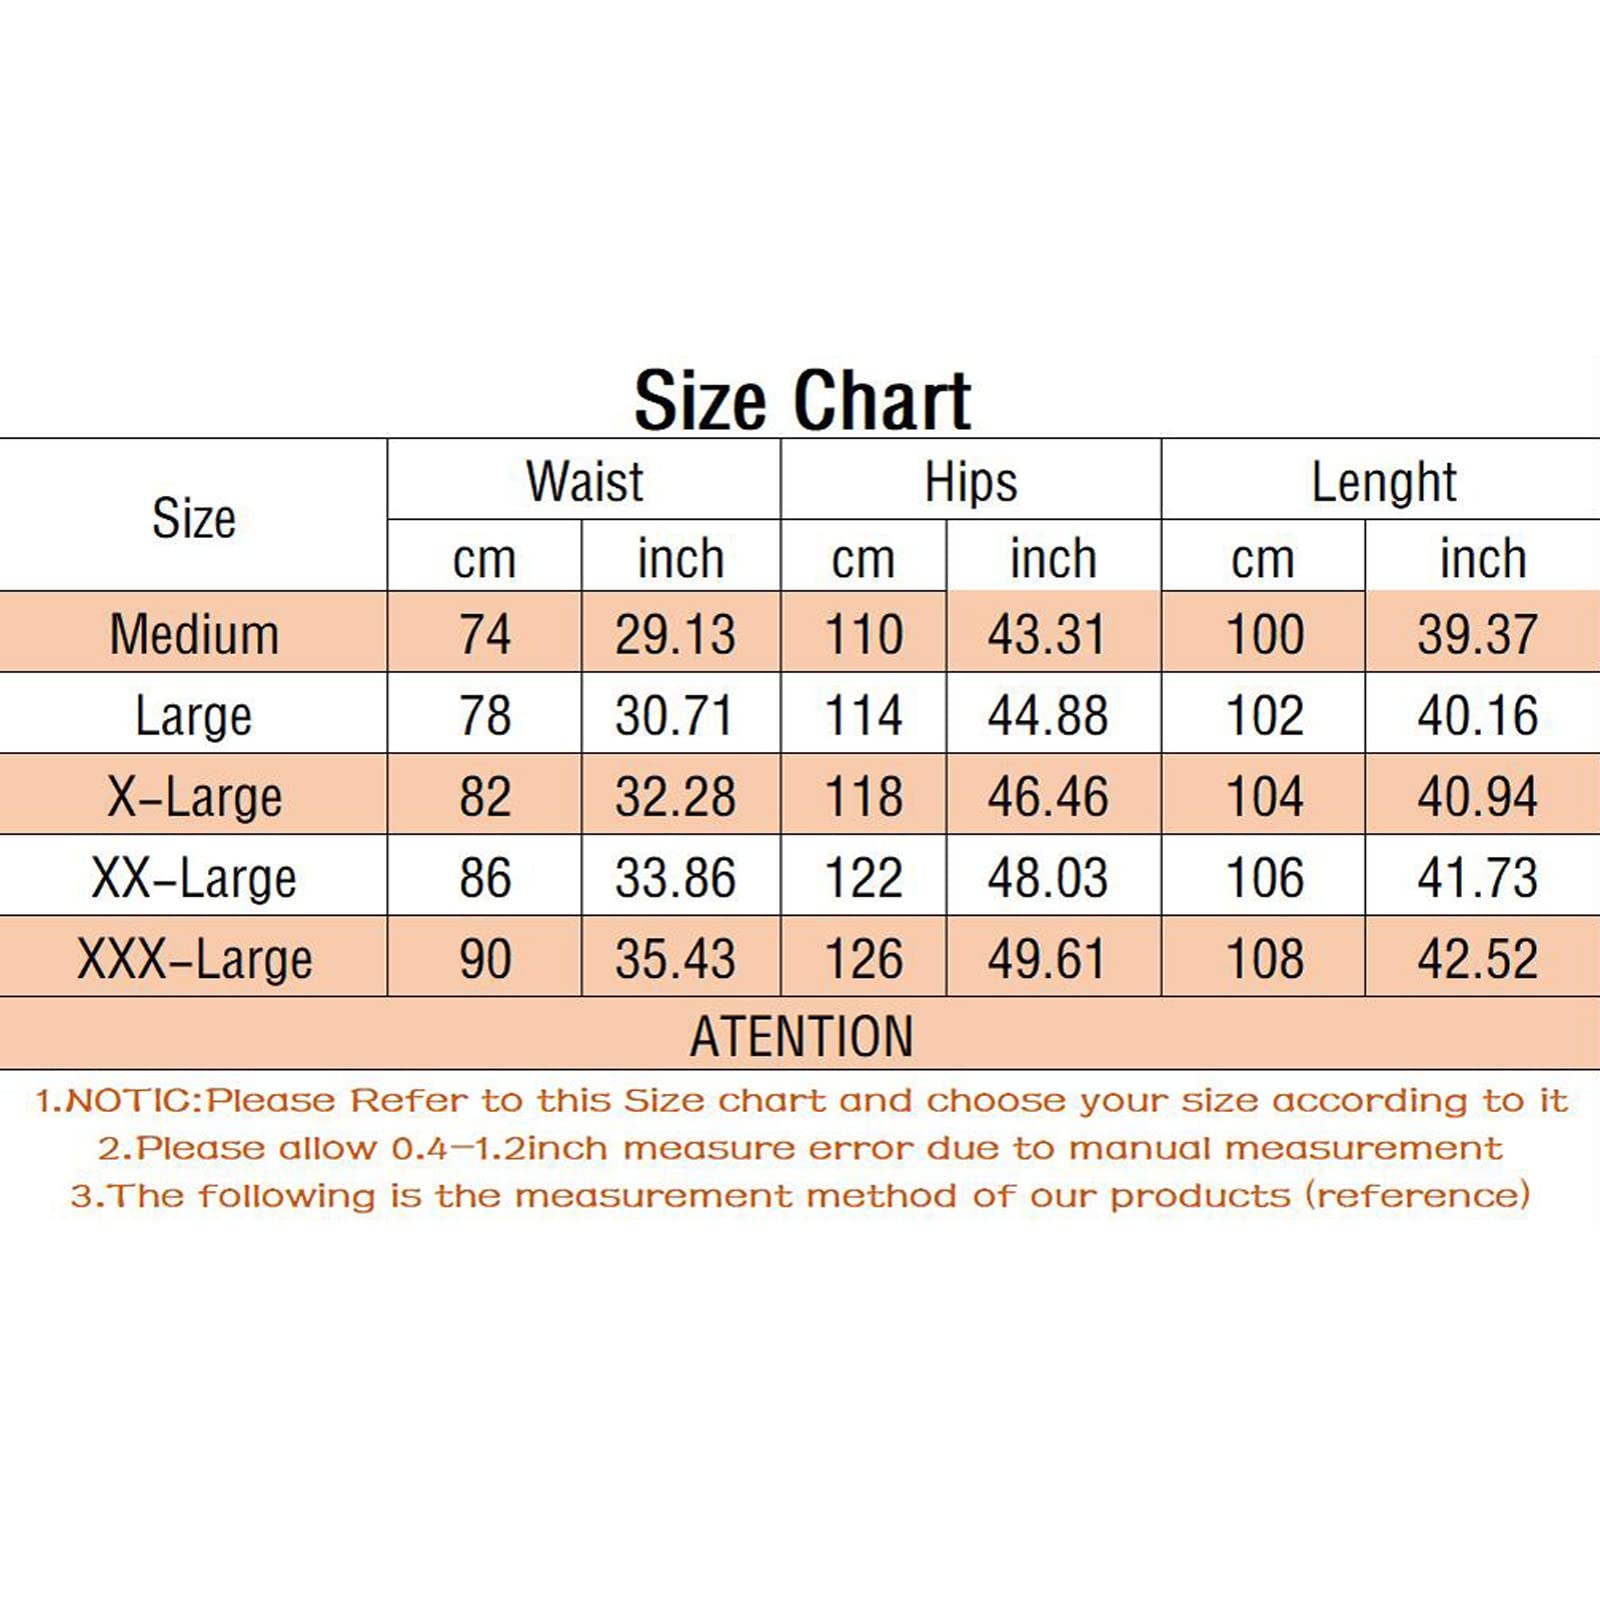 Size Chart
Size Waist Hips Lenght
cm inch cm inch cm inch
Medium 74 29.13 110 43.31 100 39.37
Large 78 30.71 114 44.88 102 40.16
X-Large 82 32.28 118 46.46 104 40.94
XX-Large 86 33.86 122 48.03 106 41.73
XXX-Large 90 35.43 126 49.61 108 42.52
ATENTION
1.NOTIC:Please Refer to this Size chart and choose your size according to it
2.Please allow 0.4-1.2inch measure error due to manual measurement
3.The following is the measurement method of our products (reference)